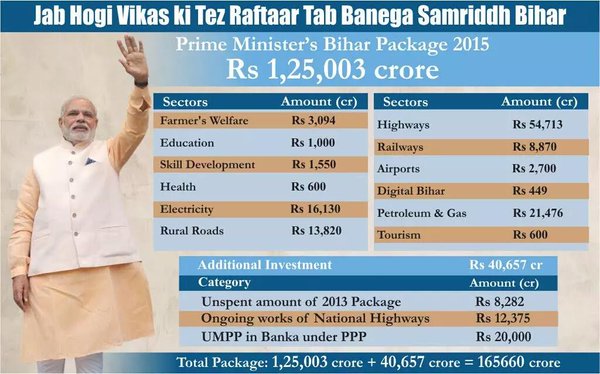 Jab Hogi Vikas ki Tez Raftaar Tab Banega Samriddh Bihar
Prime Minister's Bihar Package 2015
Rs 1,25,003 crore
Sectors Amount (cr)
Farmer's Welfare Rs 3,094
Education Rs 1,000
Skill Development Rs 1,550
Health Rs 600
Electricity Rs 16,130
Rural Roads Rs 13,820
Sectors Amount (cr)
Highways Rs 54,713
Railways Rs 8,870
Airports Rs 2,700
Digital Bihar Rs 449
Petroleum & Gas Rs 21,476
Tourism Rs 600
Additional Investment Rs 40,657 cr
Category Amount (cr)
Unspent amount of 2013 Package Rs 8,282
Ongoing works of National Highways Rs 12,375
UMPP in Banka under PPP Rs 20,000
Total Package: 1,25,003 crore + 40,657 crore = 165660 crore